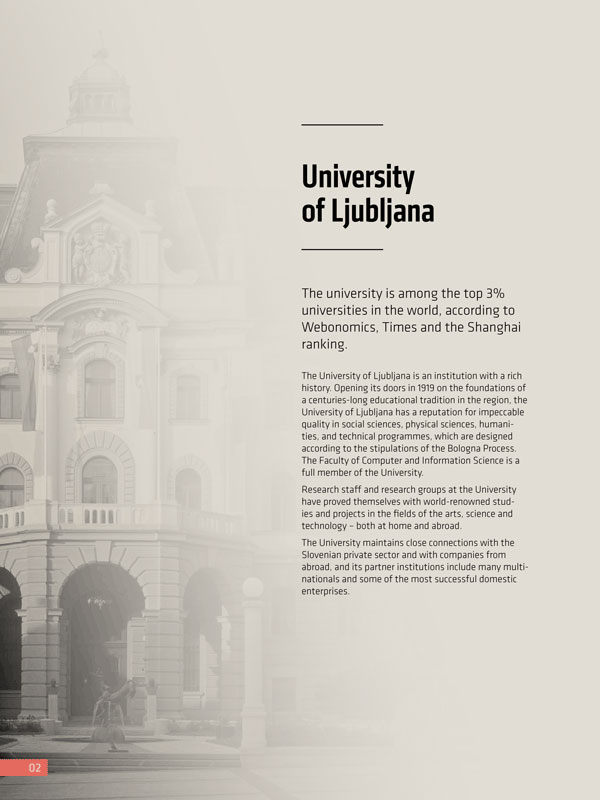 University
of Ljubljana
The university is among the top 3%
universities in the world, according to
Webonomics, Times and the Shanghai
ranking.
The University of Ljubljana is an institution with a rich
history. Opening its doors in 1919 on the foundations of
a centuries-long educational tradition in the region, the
University of Ljubljana has a reputation for impeccable
quality in social sciences, physical sciences, humani-
ties, and technical programmes, which are designed
according to the stipulations of the Bologna Process.
The Faculty of Computer and Information Science is a
full member of the University.
Research staff and research groups at the University
have proved themselves with world-renowned stud-
ies and projects in the fields of the arts, science and
technology – both at home and abroad.
The University maintains close connections with the
Slovenian private sector and with companies from
abroad, and its partner institutions include many multi-
nationals and some of the most successful domestic
enterprises.
02